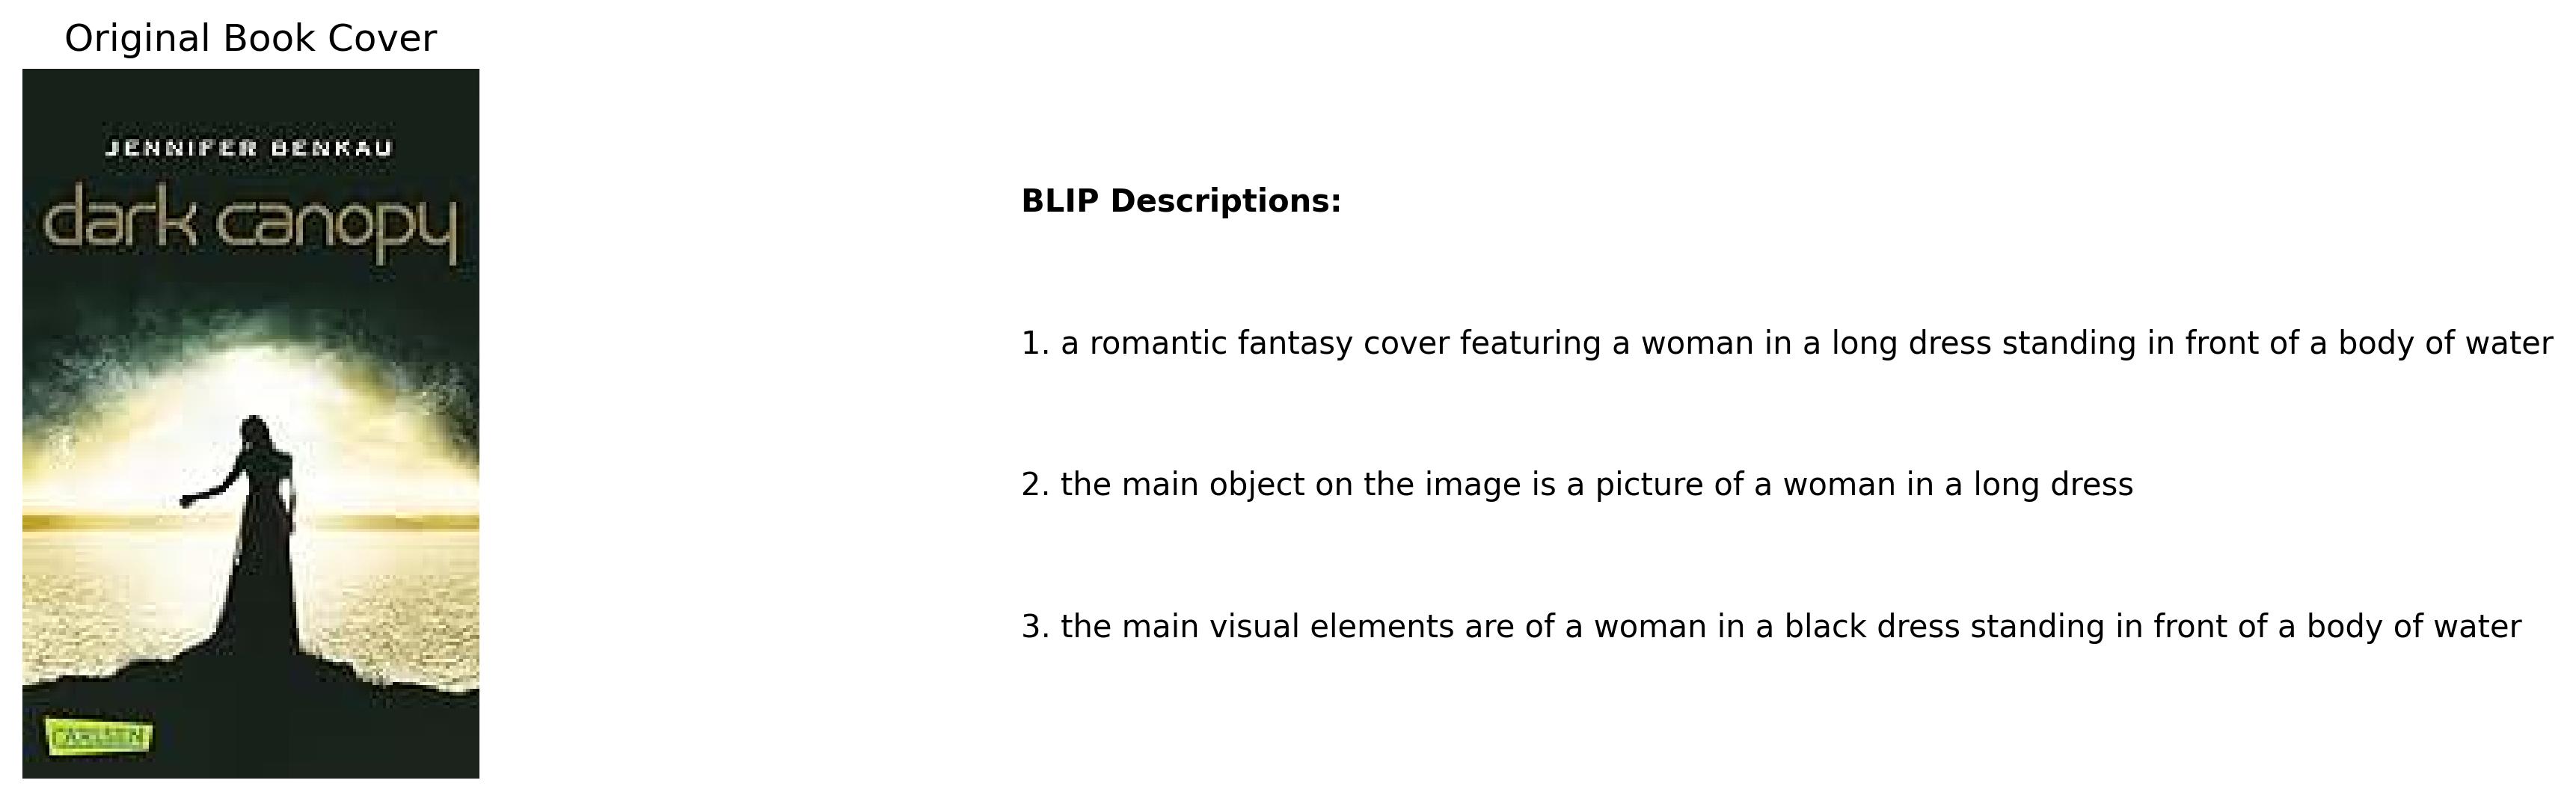 Original Book Cover
JENNIFER BENKAU
dark canopy
CARLSEN
BLIP Descriptions:
1. a romantic fantasy cover featuring a woman in a long dress standing in front of a body of water
2. the main object on the image is a picture of a woman in a long dress
3. the main visual elements are of a woman in a black dress standing in front of a body of water